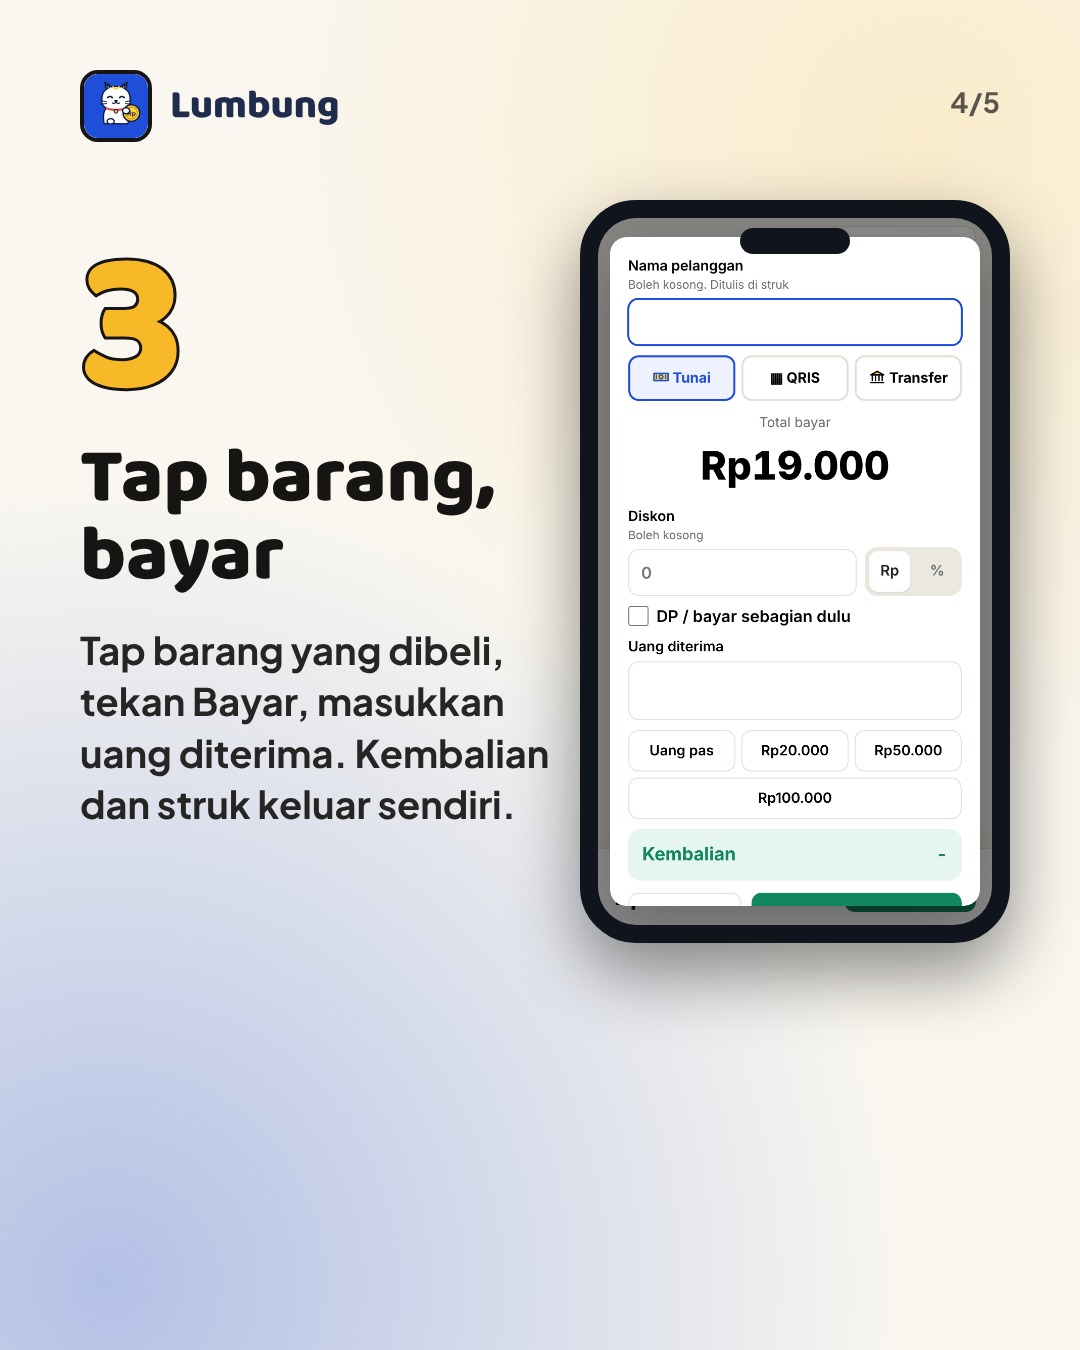 Lumbung
4/5
3
Tap barang,
bayar
Tap barang yang dibeli,
tekan Bayar, masukkan
uang diterima. Kembalian
dan struk keluar sendiri.
Nama pelanggan
Boleh kosong. Ditulis di struk
Tunai
QRIS
Transfer
Total bayar
Rp19.000
Diskon
Boleh kosong
0
Rp
%
DP / bayar sebagian dulu
Uang diterima
Uang pas
Rp20.000
Rp50.000
Rp100.000
Kembalian
-